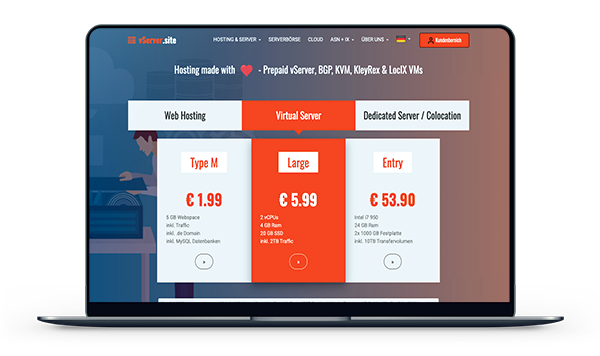 vServer.site
HOSTING & SERVER SERVERBÖRSE CLOUD ASN + IX ÜBER UNS Kundenbereich
Hosting made with ❤ - Prepaid vServer, BGP, KVM, KleyRex & LocIX VMs
Web Hosting
Virtual Server
Dedicated Server / Colocation
Type M
€ 1.99
5 GB Webspace
inkl. Traffic
inkl. .de Domain
inkl. MySQL Datenbanken
Large
€ 5.99
2 vCPUs
4 GB Ram
20 GB SSD
inkl. 2TB Traffic
Entry
€ 53.90
Intel i7 950
24 GB Ram
2x 1000 GB Festplatte
inkl. 10TB Transfervolumen